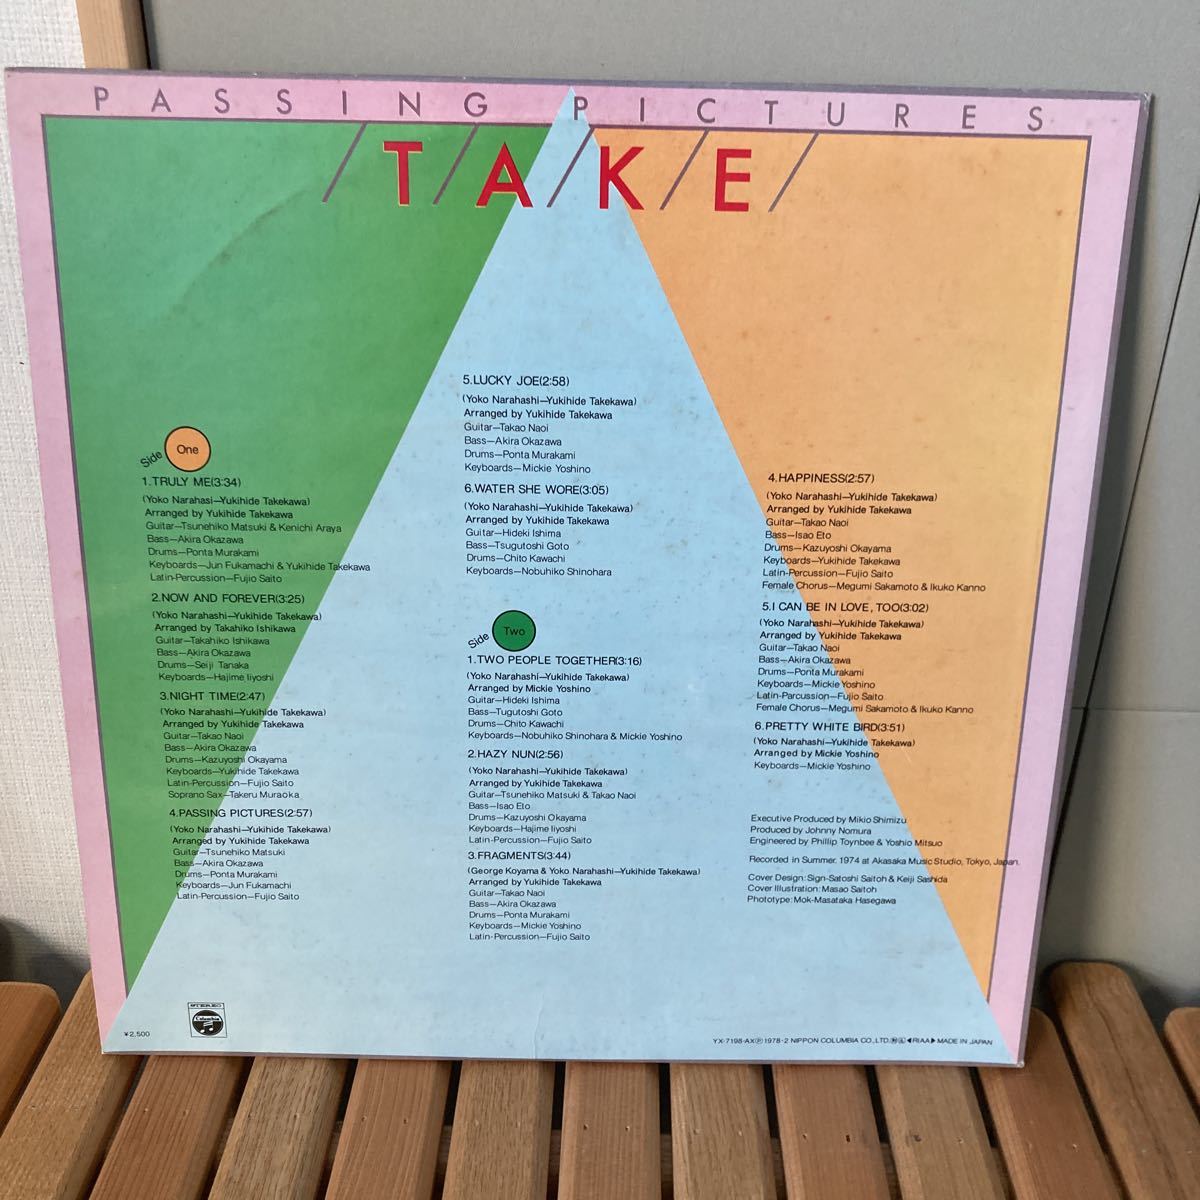 PASSING PICTURES
/T/A/K/E/
Side One
1.TRULY ME(3:34)
(Yoko Narahasi—Yukihide Takekawa)
Arranged by Yukihide Takekawa
Guitar—Tsunehiko Matsuki & Kenichi Araya
Bass—Akira Okazawa
Drums—Ponta Murakami
Keyboards—Jun Fukamachi & Yukihide Takekawa
Latin-Percussion—Fujio Saito
2.NOW AND FOREVER(3:25)
(Yoko Narahashi—Yukihide Takekawa)
Arranged by Takahiko Ishikawa
Guitar—Takahiko Ishikawa
Bass—Akira Okazawa
Drums—Seiji Tanaka
Keyboards—Hajime Iiyoshi
3.NIGHT TIME(2:47)
(Yoko Narahashi—Yukihide Takekawa)
Arranged by Yukihide Takekawa
Guitar—Takao Naoi
Bass—Akira Okazawa
Drums—Kazuyoshi Okayama
Keyboards—Yukihide Takekawa
Latin-Percussion—Fujio Saito
Soprano Sax—Takeru Muraoka
4.PASSING PICTURES(2:57)
(Yoko Narahashi—Yukihide Takekawa)
Arranged by Yukihide Takekawa
Guitar—Tsunehiko Matsuki
Bass—Akira Okazawa
Drums—Ponta Murakami
Keyboards—Jun Fukamachi
Latin-Percussion—Fujio Saito
5.LUCKY JOE(2:58)
(Yoko Narahashi—Yukihide Takekawa)
Arranged by Yukihide Takekawa
Guitar—Takao Naoi
Bass—Akira Okazawa
Drums—Ponta Murakami
Keyboards—Mickie Yoshino
6.WATER SHE WORE(3:05)
(Yoko Narahashi—Yukihide Takekawa)
Arranged by Yukihide Takekawa
Guitar—Hideki Ishima
Bass—Tsugutoshi Goto
Drums—Chito Kawachi
Keyboards—Nobuhiko Shinohara
Side Two
1.TWO PEOPLE TOGETHER(3:16)
(Yoko Narahashi—Yukihide Takekawa)
Arranged by Mickie Yoshino
Guitar—Hideki Ishima
Bass—Tugutoshi Goto
Drums—Chito Kawachi
Keyboards—Nobuhiko Shinohara & Mickie Yoshino
2.HAZY NUN(2:56)
(Yoko Narahashi—Yukihide Takekawa)
Arranged by Yukihide Takekawa
Guitar—Tsunehiko Matsuki & Takao Naoi
Bass—Isao Eto
Drums—Kazuyoshi Okayama
Keyboards—Hajime Iiyoshi
Latin-Percussion—Fujio Saito
3.FRAGMENTS(3:44)
(George Koyama & Yoko Narahashi—Yukihide Takekawa)
Arranged by Yukihide Takekawa
Guitar—Takao Naoi
Bass—Akira Okazawa
Drums—Ponta Murakami
Keyboards—Mickie Yoshino
Latin-Percussion—Fujio Saito
4.HAPPINESS(2:57)
(Yoko Narahashi—Yukihide Takekawa)
Arranged by Yukihide Takekawa
Guitar—Takao Naoi
Bass—Isao Eto
Drums—Kazuyoshi Okayama
Keyboards—Yukihide Takekawa
Latin-Percussion—Fujio Saito
Female Chorus—Megumi Sakamoto & Ikuko Kanno
5.I CAN BE IN LOVE, TOO(3:02)
(Yoko Narahashi—Yukihide Takekawa)
Arranged by Yukihide Takekawa
Guitar—Takao Naoi
Bass—Akira Okazawa
Drums—Ponta Murakami
Keyboards—Mickie Yoshino
Latin-Parcussion—Fujio Saito
Female Chorus—Megumi Sakamoto & Ikuko Kanno
6.PRETTY WHITE BIRD(3:51)
(Yoko Narahashi—Yukihide Takekawa)
Arranged by Mickie Yoshino
Keyboards—Mickie Yoshino
Executive Produced by Mikio Shimizu
Produced by Johnny Nomura
Engineered by Phillip Toynbee & Yoshio Mitsuo
Recorded in Summer. 1974 at Akasaka Music Studio, Tokyo, Japan.
Cover Design:Sign-Satoshi Saitoh & Keiji Sashida
Cover Illustration:Masao Saitoh
Phototype:Mok-Masataka Hasegawa
¥2,500
STEREO
Columbia
YX-7198-AX Ⓟ1978·2 NIPPON COLUMBIA CO.,LTD. ◀RIAA▶ MADE IN JAPAN